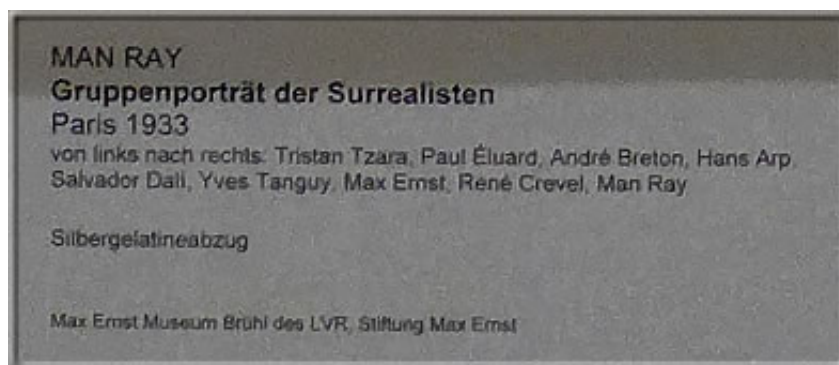 MAN RAY
Gruppenporträt der Surrealisten
Paris 1933
von links nach rechts: Tristan Tzara, Paul Éluard, André Breton, Hans Arp,
Salvador Dalí, Yves Tanguy, Max Ernst, René Crevel, Man Ray
Silbergelatineabzug
Max Ernst Museum Brühl des LVR, Stiftung Max Ernst